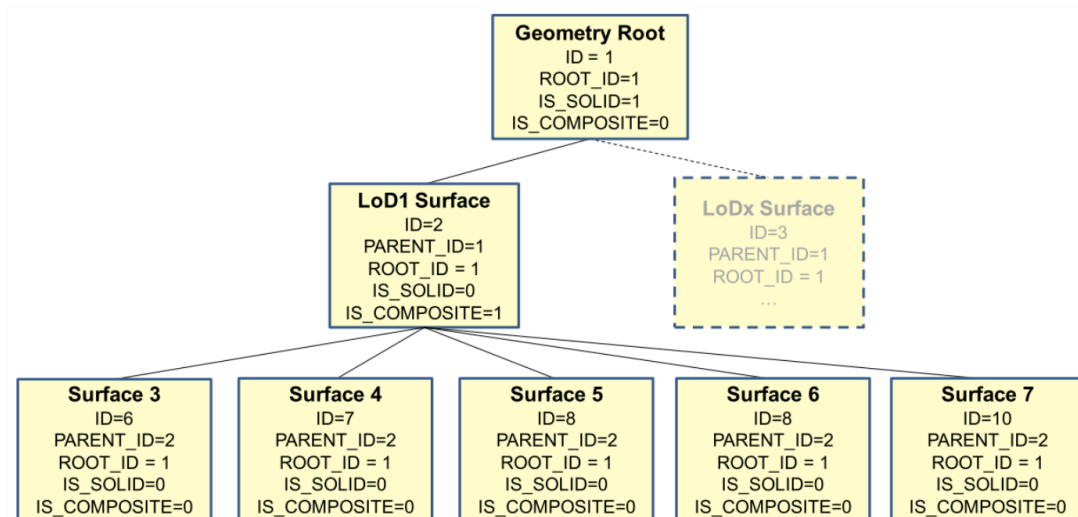 Geometry Root
ID = 1
ROOT_ID=1
IS_SOLID=1
IS_COMPOSITE=0
LoD1 Surface
ID=2
PARENT_ID=1
ROOT_ID = 1
IS_SOLID=0
IS_COMPOSITE=1
LoDx Surface
ID=3
PARENT_ID=1
ROOT_ID = 1
...
Surface 3
ID=6
PARENT_ID=2
ROOT_ID = 1
IS_SOLID=0
IS_COMPOSITE=0
Surface 4
ID=7
PARENT_ID=2
ROOT_ID = 1
IS_SOLID=0
IS_COMPOSITE=0
Surface 5
ID=8
PARENT_ID=2
ROOT_ID = 1
IS_SOLID=0
IS_COMPOSITE=0
Surface 6
ID=8
PARENT_ID=2
ROOT_ID = 1
IS_SOLID=0
IS_COMPOSITE=0
Surface 7
ID=10
PARENT_ID=2
ROOT_ID = 1
IS_SOLID=0
IS_COMPOSITE=0